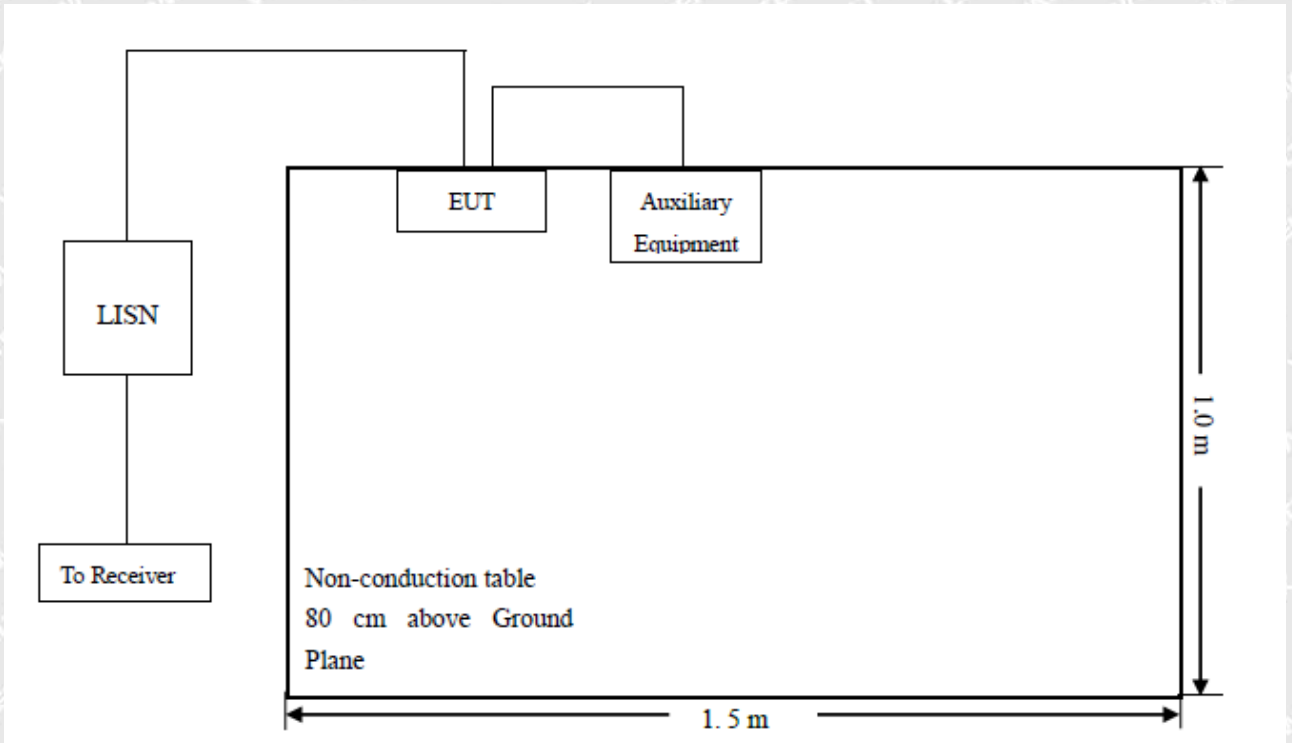 EUT
Auxiliary
Equipment
LISN
1.0 m
To Receiver
Non-conduction table
80 cm above Ground
Plane
1. 5 m